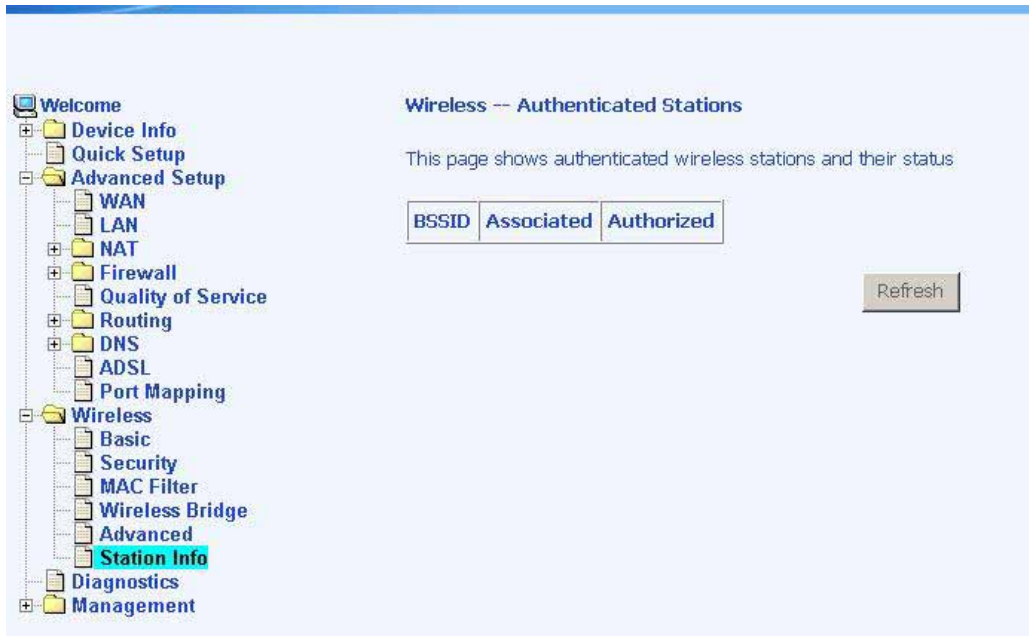 Welcome
Device Info
Quick Setup
Advanced Setup
WAN
LAN
NAT
Firewall
Quality of Service
Routing
DNS
ADSL
Port Mapping
Wireless
Basic
Security
MAC Filter
Wireless Bridge
Advanced
Station Info
Diagnostics
Management
Wireless -- Authenticated Stations
This page shows authenticated wireless stations and their status
BSSID Associated Authorized
Refresh